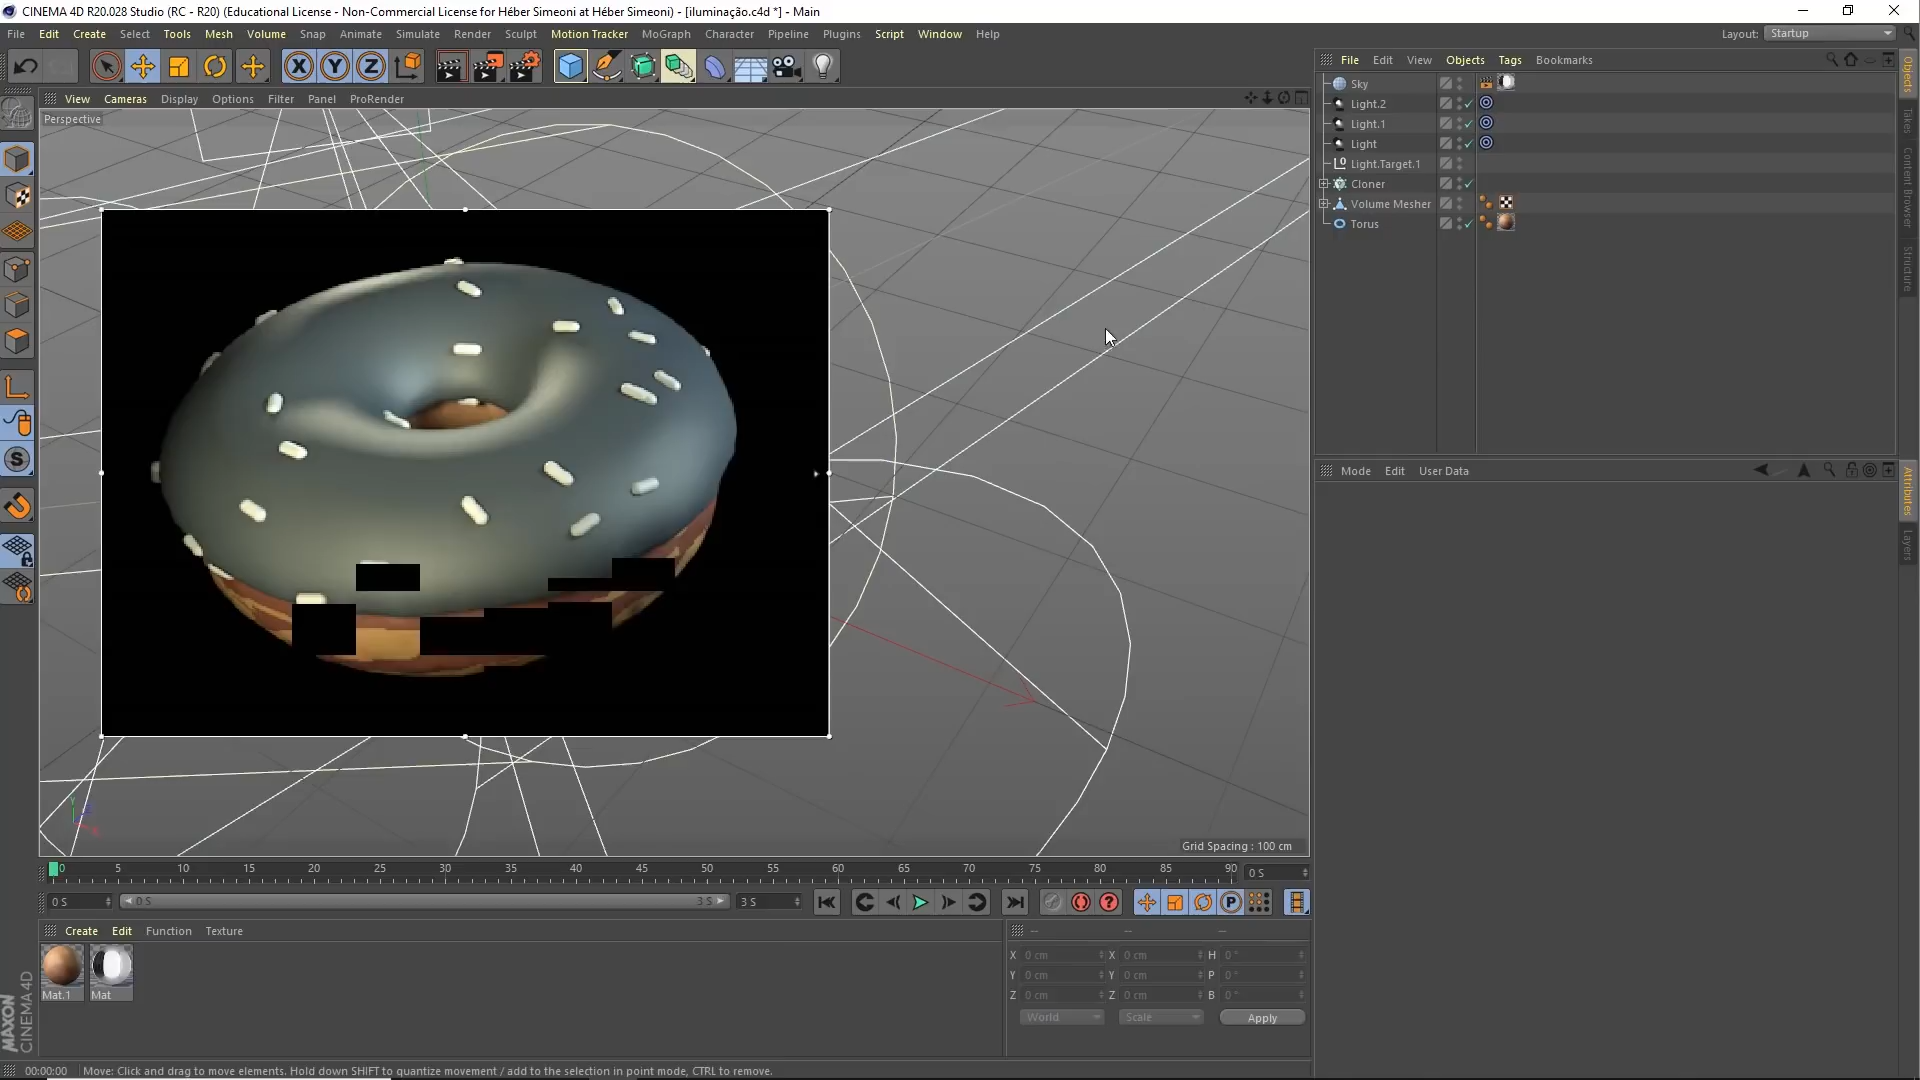 CINEMA 4D R20.028 Studio (RC - R20) (Educational License - Non-Commercial License for Héber Simeoni at Héber Simeoni) - [iluminação.c4d *] - Main
File Edit Create Select Tools Mesh Volume Snap Animate Simulate Render Sculpt Motion Tracker MoGraph Character Pipeline Plugins Script Window Help
Layout: Startup
X Y Z
File Edit View Objects Tags Bookmarks
View Cameras Display Options Filter Panel ProRender
Perspective
Sky
Light.2
Light.1
Light
Light.Target.1
Cloner
Volume Mesher
Torus
Objects
Takes
Content Browser
Structure
Mode Edit User Data
Attributes
Layers
S
Y
Grid Spacing : 100 cm
0 5 10 15 20 25 30 35 40 45 50 55 60 65 70 75 80 85 90 0 S
0 S 0 S 3 S 3 S
P
Create Edit Function Texture
Mat.1 Mat
-- -- --
X 0 cm X 0 cm H 0 °
Y 0 cm Y 0 cm P 0 °
Z 0 cm Z 0 cm B 0 °
World Scale Apply
MAXON
CINEMA 4D
00:00:00 Move: Click and drag to move elements. Hold down SHIFT to quantize movement / add to the selection in point mode, CTRL to remove.